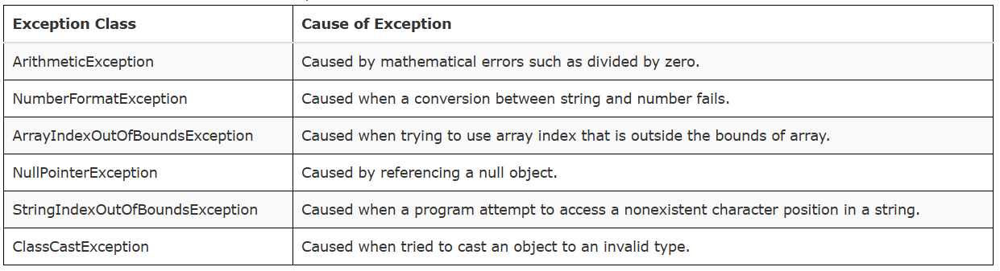 Exception Class Cause of Exception
ArithmeticException Caused by mathematical errors such as divided by zero.
NumberFormatException Caused when a conversion between string and number fails.
ArrayIndexOutOfBoundsException Caused when trying to use array index that is outside the bounds of array.
NullPointerException Caused by referencing a null object.
StringIndexOutOfBoundsException Caused when a program attempt to access a nonexistent character position in a string.
ClassCastException Caused when tried to cast an object to an invalid type.